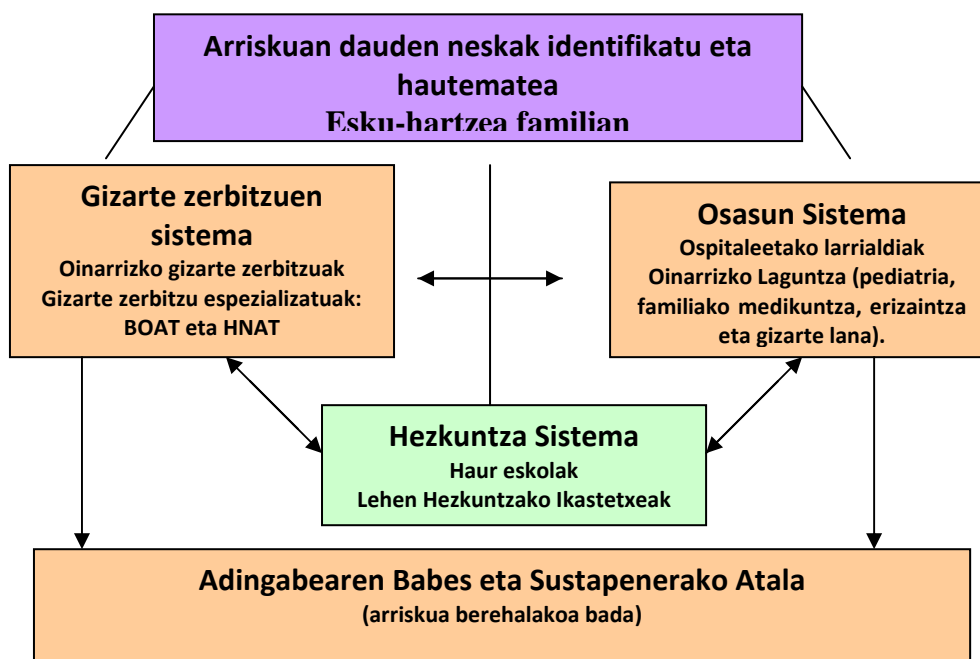 Arriskuan dauden neskak identifikatu eta
hautematea
Esku-hartzea familian
Gizarte zerbitzuen
sistema
Oinarrizko gizarte zerbitzuak
Gizarte zerbitzu espezializatuak:
BOAT eta HNAT
Osasun Sistema
Ospitaleetako larrialdiak
Oinarrizko Laguntza (pediatria,
familiako medikuntza, erizaintza
eta gizarte lana).
Hezkuntza Sistema
Haur eskolak
Lehen Hezkuntzako Ikastetxeak
Adingabearen Babes eta Sustapenerako Atala
(arriskua berehalakoa bada)